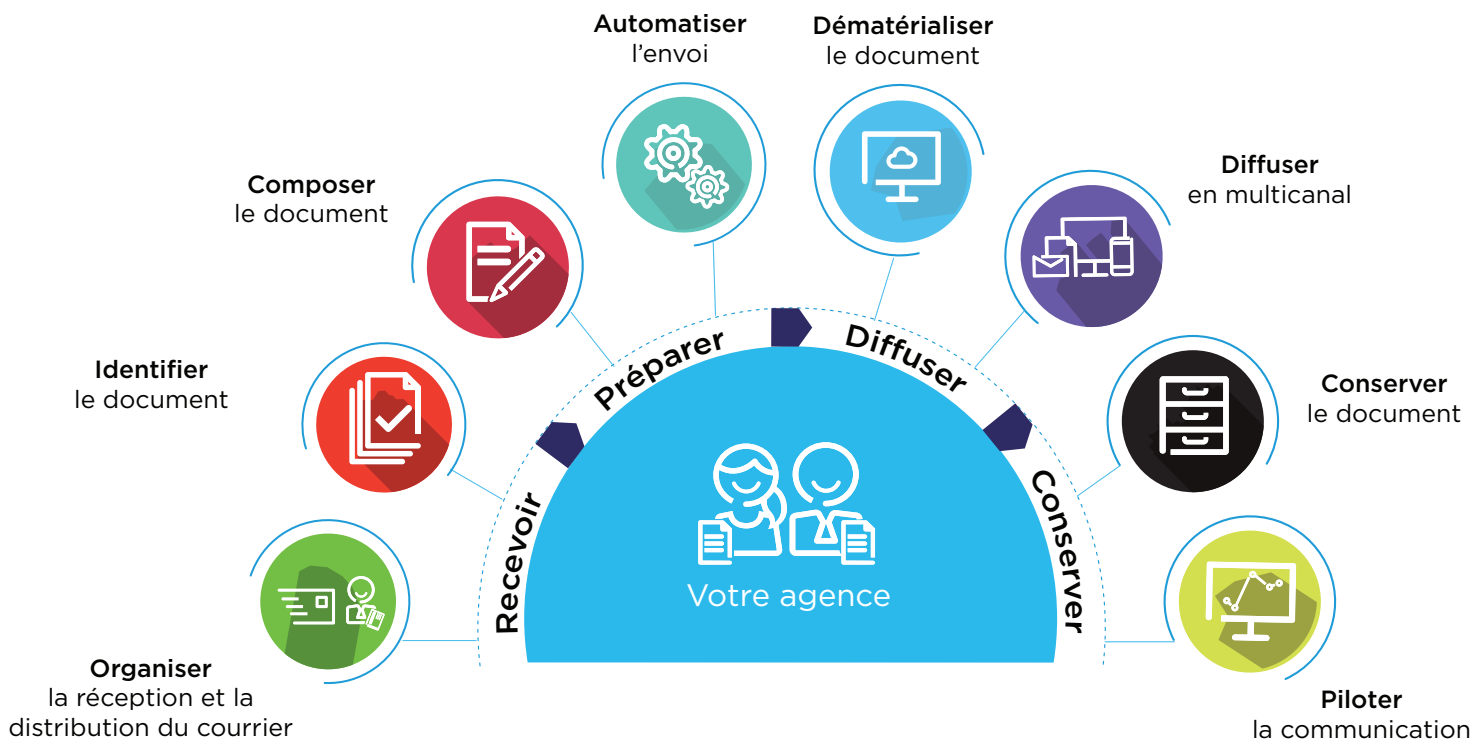 Automatiser
l'envoi
Dématérialiser
le document
Composer
le document
Diffuser
en multicanal
Identifier
le document
Conserver
le document
Organiser
la réception et la
distribution du courrier
Piloter
la communication
Recevoir
Préparer
Diffuser
Conserver
Votre agence